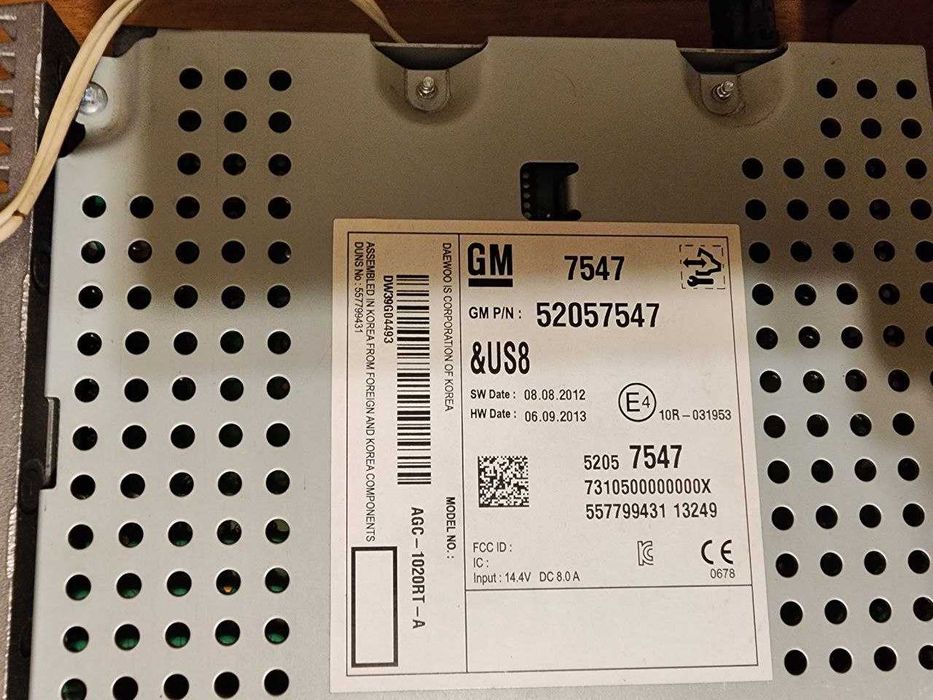 GM 7547
GM P/N : 52057547
&US8
SW Date : 08.08.2012
HW Date : 06.09.2013
E4 10R-031953
5205 7547
7310500000000X
557799431 13249
FCC ID :
IC :
Input : 14.4V DC 8.0 A
CE
0678
DAEWOO IS CORPORATION OF KOREA
MODEL NO. :
AGC-1020RT-A
DW39G04493
ASSEMBLED IN KOREA FROM FOREIGN AND KOREA COMPONENTS
DUNS No : 557799431